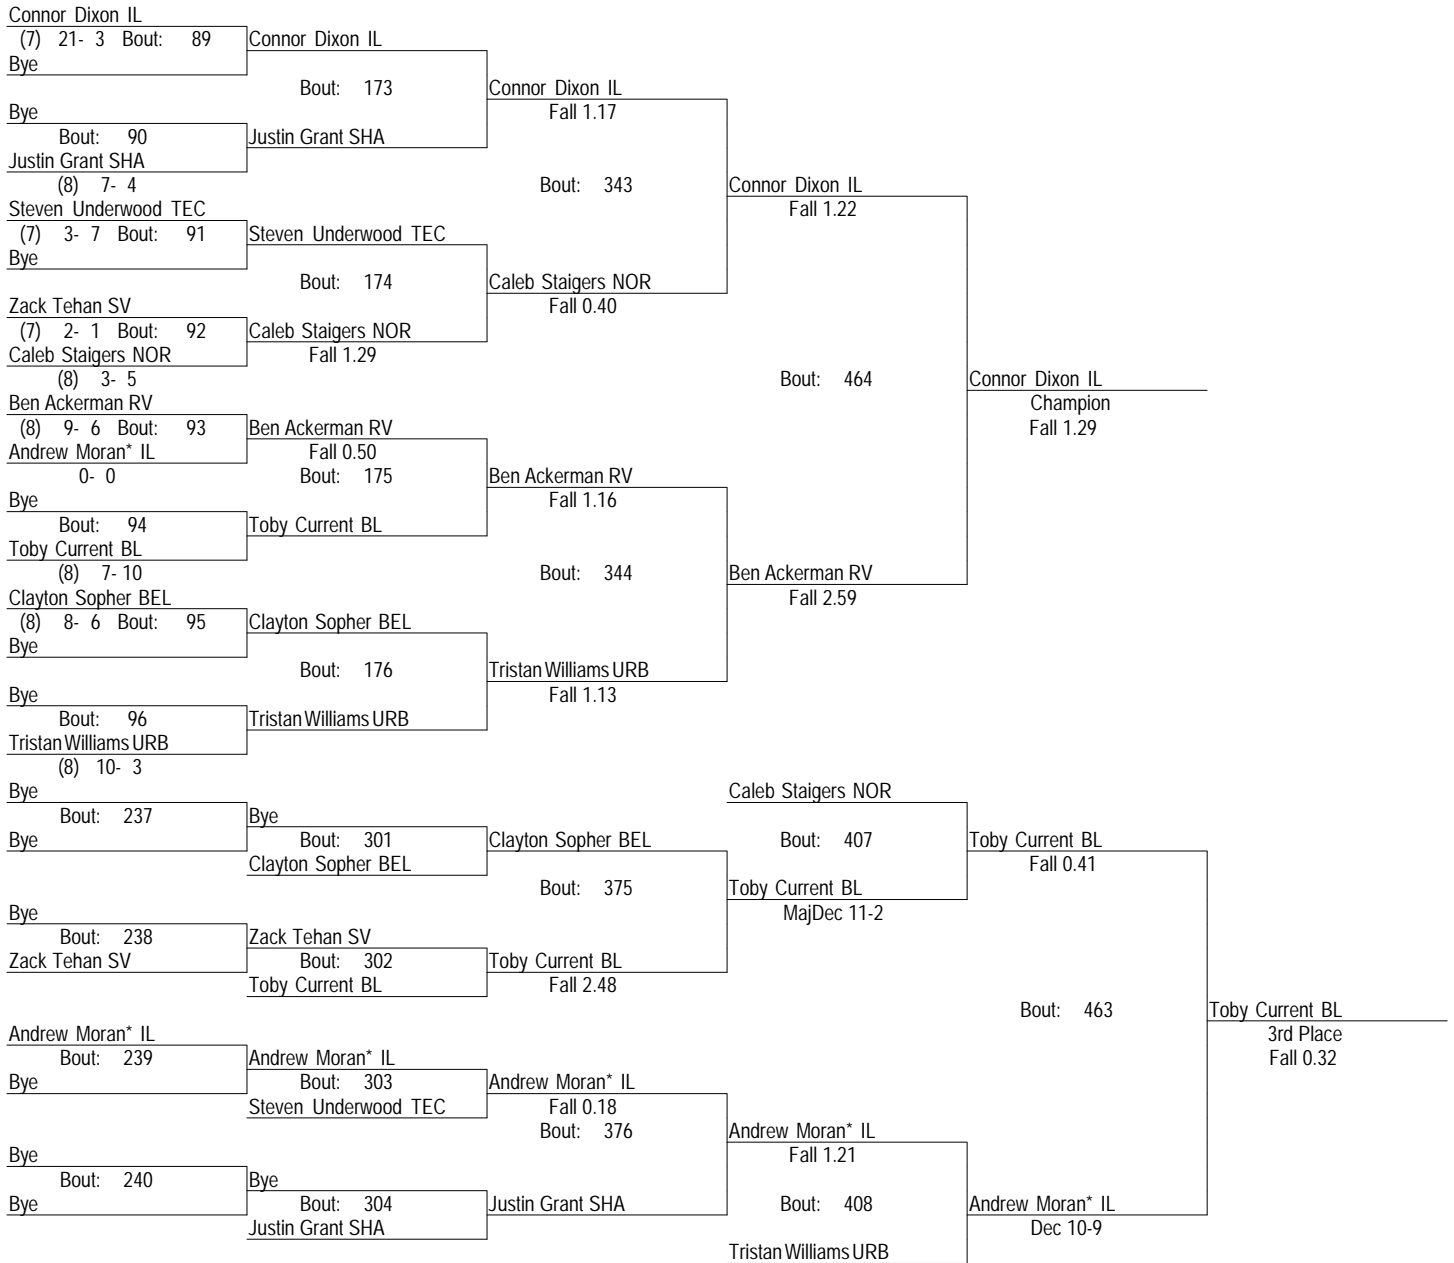 Connor Dixon IL
(7) 21- 3 Bout: 89 Connor Dixon IL
Bye
Bout: 173 Connor Dixon IL
Bye Fall 1.17
Bout: 90 Justin Grant SHA
Justin Grant SHA
(8) 7- 4 Bout: 343 Connor Dixon IL
Steven Underwood TEC Fall 1.22
(7) 3- 7 Bout: 91 Steven Underwood TEC
Bye
Bout: 174 Caleb Staigers NOR
Zack Tehan SV Fall 0.40
(7) 2- 1 Bout: 92 Caleb Staigers NOR
Caleb Staigers NOR Fall 1.29
(8) 3- 5 Bout: 464 Connor Dixon IL
Ben Ackerman RV Champion
(8) 9- 6 Bout: 93 Ben Ackerman RV Fall 1.29
Andrew Moran* IL Fall 0.50
0- 0 Bout: 175 Ben Ackerman RV
Bye Fall 1.16
Bout: 94 Toby Current BL
Toby Current BL
(8) 7- 10 Bout: 344 Ben Ackerman RV
Clayton Sopher BEL Fall 2.59
(8) 8- 6 Bout: 95 Clayton Sopher BEL
Bye
Bout: 176 Tristan Williams URB
Bye Fall 1.13
Bout: 96 Tristan Williams URB
Tristan Williams URB
(8) 10- 3
Bye Caleb Staigers NOR
Bout: 237 Bye
Bye Bout: 301 Clayton Sopher BEL Bout: 407 Toby Current BL
Clayton Sopher BEL Fall 0.41
Bout: 375 Toby Current BL
Bye MajDec 11-2
Bout: 238 Zack Tehan SV
Zack Tehan SV Bout: 302 Toby Current BL
Toby Current BL Fall 2.48
Bout: 463 Toby Current BL
Andrew Moran* IL 3rd Place
Bout: 239 Andrew Moran* IL Fall 0.32
Bye Bout: 303 Andrew Moran* IL
Steven Underwood TEC Fall 0.18
Bout: 376 Andrew Moran* IL
Bye Fall 1.21
Bout: 240 Bye
Bye Bout: 304 Justin Grant SHA Bout: 408 Andrew Moran* IL
Justin Grant SHA Dec 10-9
Tristan Williams URB